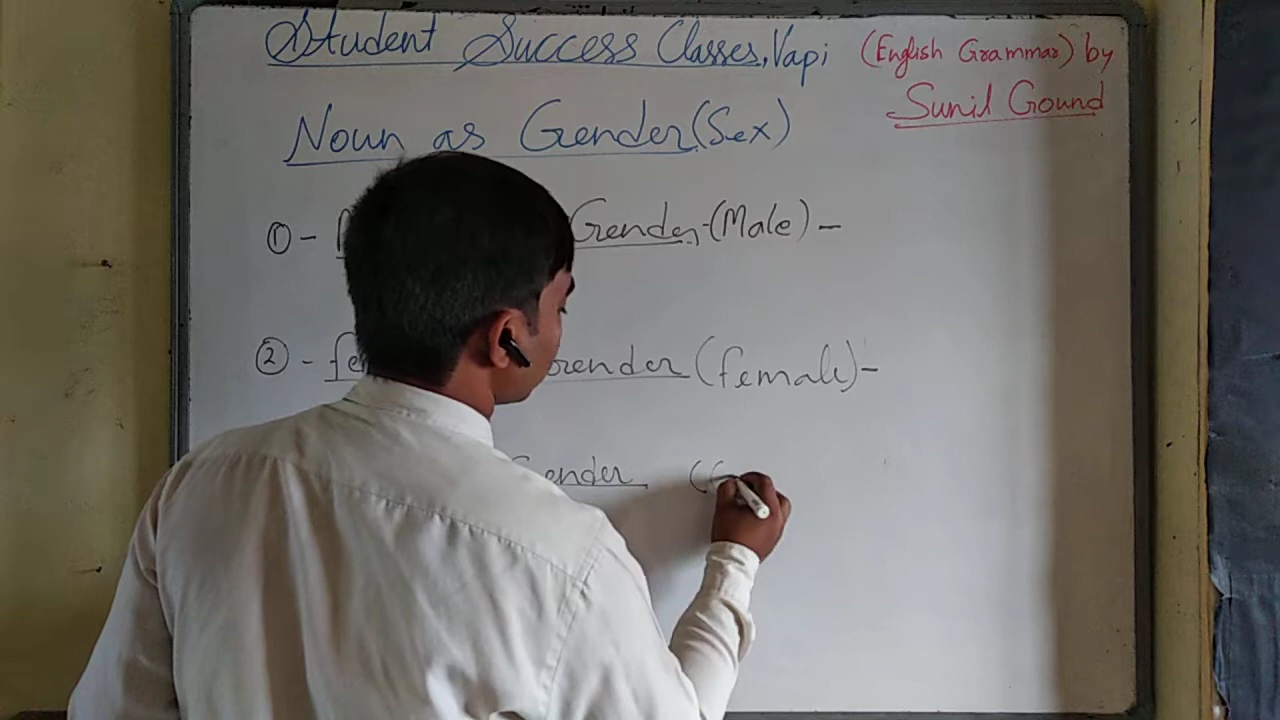 Student Success Classes, Vapi (English Grammar) by
Sunil Gound
Noun as Gender (Sex)
①- Gender (Male) -
②- Gender (female) -
Gender (